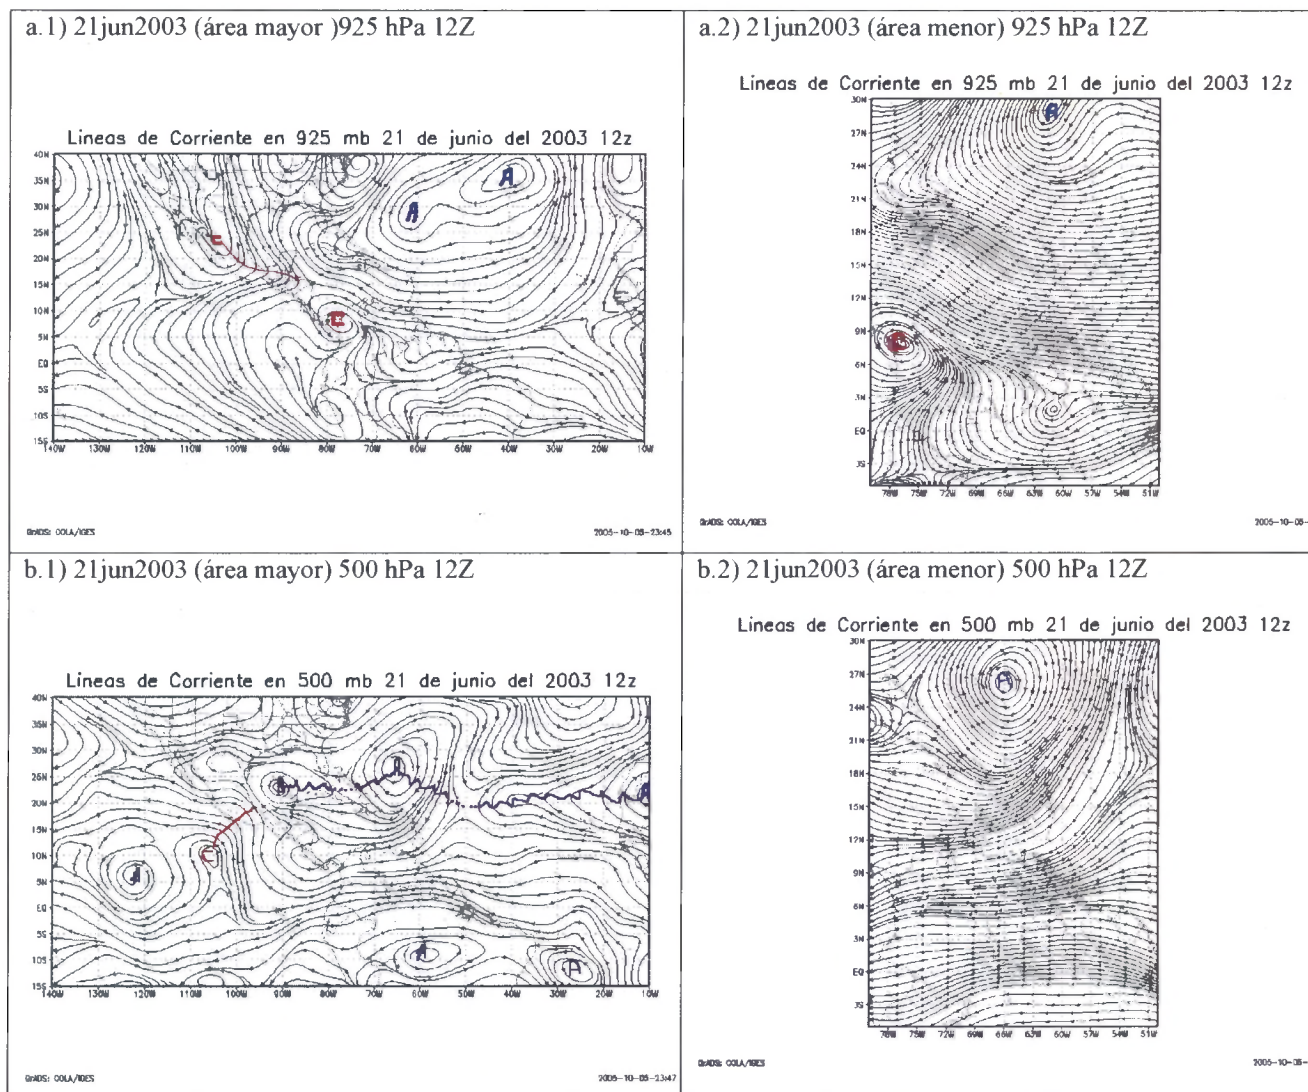 a.1) 21jun2003 (área mayor )925 hPa 12Z
Lineas de Corriente en 925 mb 21 de junio del 2003 12z
A
A
C
40N
35N
30N
25N
20N
15N
10N
5N
EQ
5S
10S
15S
140W 130W 120W 110W 100W 90W 80W 70W 60W 50W 40W 30W 20W 10W
GrADS: COLA/IGES
a.2) 21jun2003 (área menor) 925 hPa 12Z
Lineas de Corriente en 925 mb 21 de junio del 2003 12z
A
30N
27N
24N
21N
18N
15N
12N
9N
6N
3N
EQ
3S
78W 75W 72W 69W 66W 63W 60W 57W 54W 51W
GrADS: COLA/IGES
b.1) 21jun2003 (área mayor) 500 hPa 12Z
Lineas de Corriente en 500 mb 21 de junio del 2003 12z
A
A
A
40N
35N
30N
25N
20N
15N
10N
5N
EQ
5S
10S
15S
140W 130W 120W 110W 100W 90W 80W 70W 60W 50W 40W 30W 20W 10W
GrADS: COLA/IGES
b.2) 21jun2003 (área menor) 500 hPa 12Z
Lineas de Corriente en 500 mb 21 de junio del 2003 12z
A
30N
27N
24N
21N
18N
15N
12N
9N
6N
3N
EQ
3S
78W 75W 72W 69W 66W 63W 60W 57W 54W 51W
GrADS: COLA/IGES